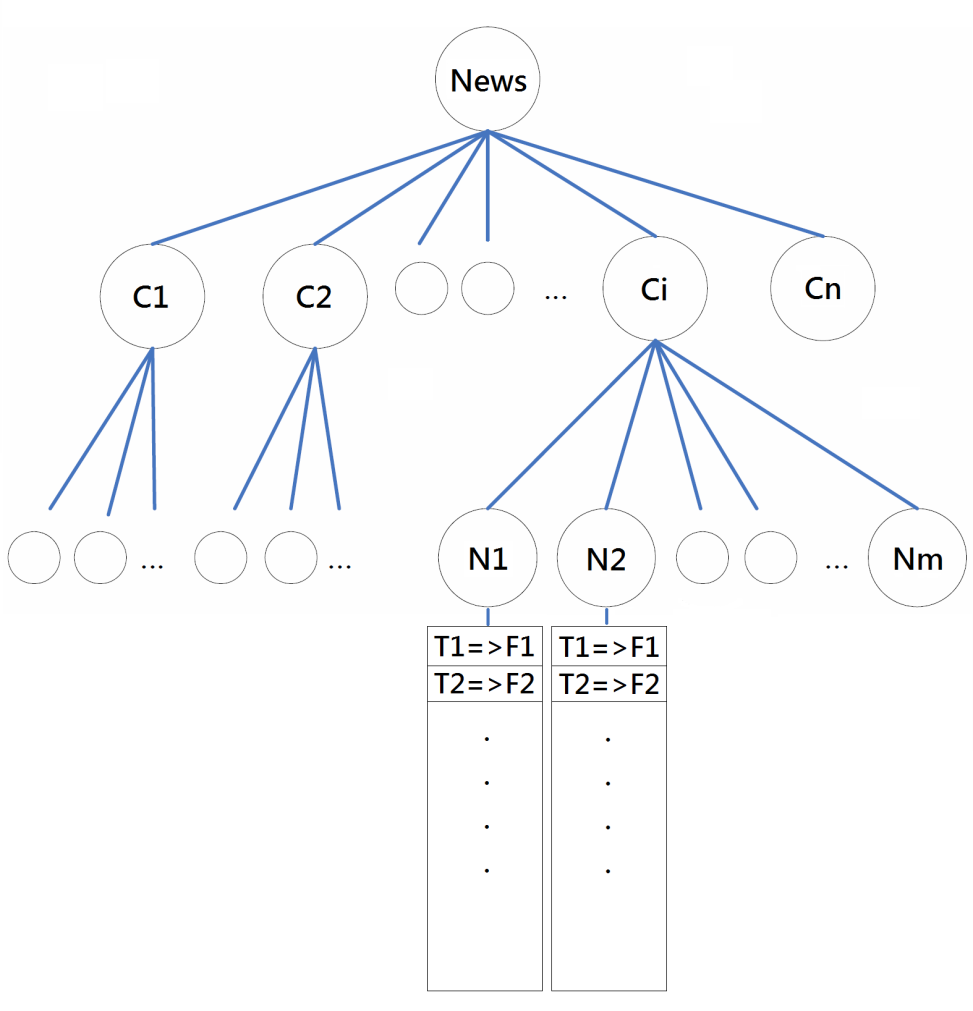 News
C1
C2
...
Ci
Cn
...
...
N1
N2
...
Nm
T1=>F1
T1=>F1
T2=>F2
T2=>F2